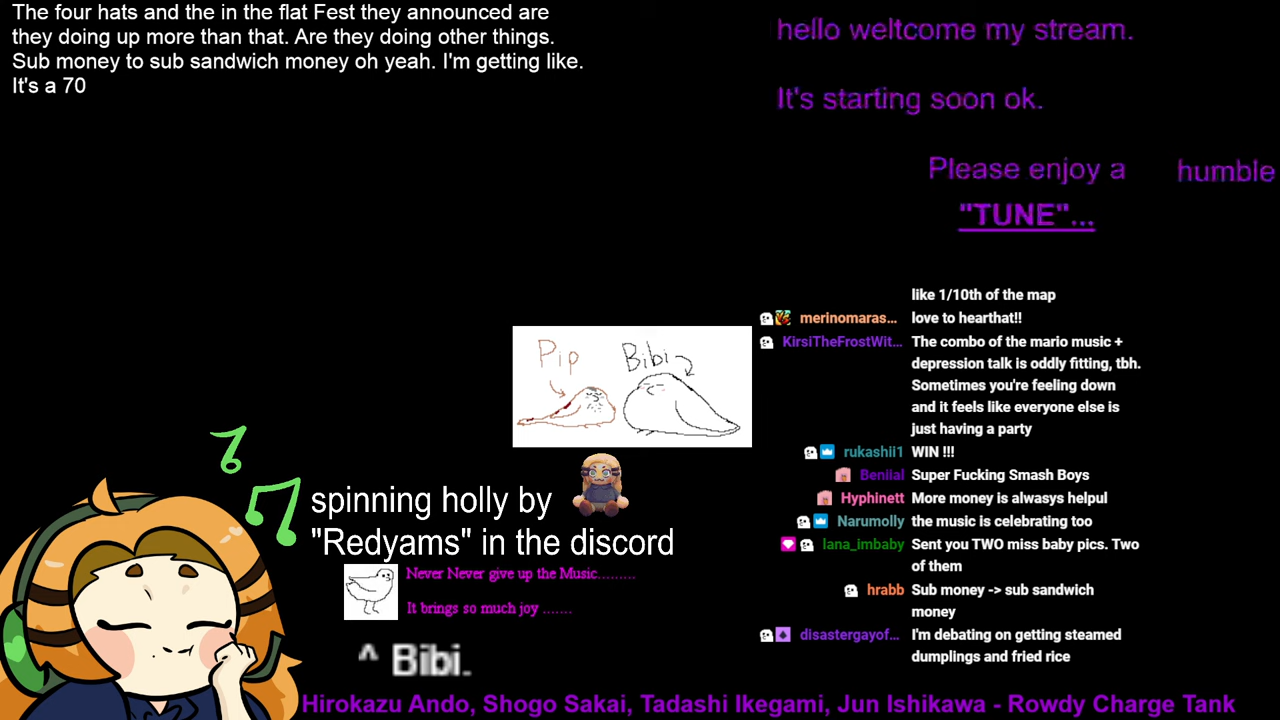 The four hats and the in the flat Fest they announced are
they doing up more than that. Are they doing other things.
Sub money to sub sandwich money oh yeah. I'm getting like.
It's a 70
hello weltcome my stream.
It's starting soon ok.
Please enjoy a humble
"TUNE"...
like 1/10th of the map
merinomaras... love to hearthat!!
KirsiTheFrostWit... The combo of the mario music +
depression talk is oddly fitting, tbh.
Sometimes you're feeling down
and it feels like everyone else is
just having a party
rukashii1 WIN !!!
Beniial Super Fucking Smash Boys
Hyphinett More money is alwasys helpul
Narumolly the music is celebrating too
lana_imbaby Sent you TWO miss baby pics. Two
of them
hrabb Sub money -> sub sandwich
money
disastergayof... I'm debating on getting steamed
dumplings and fried rice
Pip Bibi
spinning holly by
"Redyams" in the discord
Never Never give up the Music.........
It brings so much joy ......
^ Bibi.
Hirokazu Ando, Shogo Sakai, Tadashi Ikegami, Jun Ishikawa - Rowdy Charge Tank